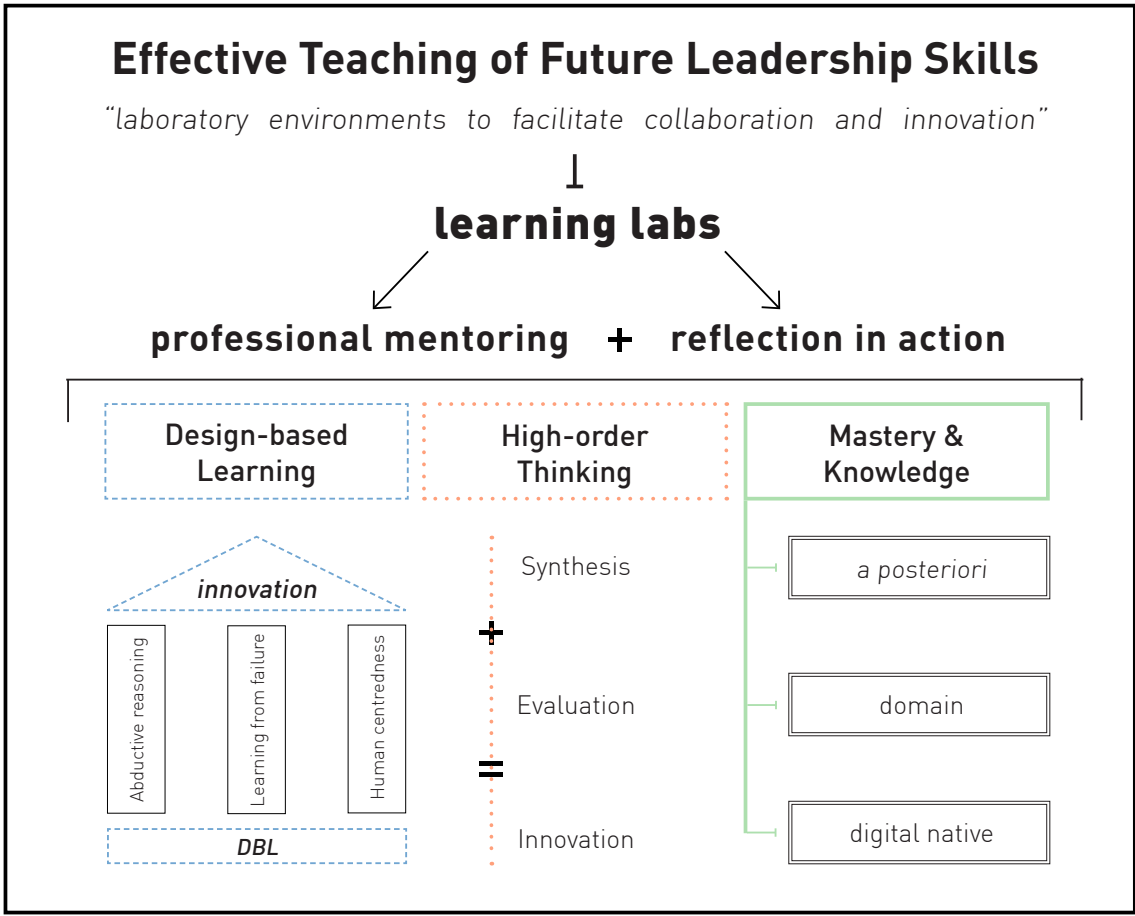 Effective Teaching of Future Leadership Skills
“laboratory environments to facilitate collaboration and innovation”
learning labs
professional mentoring + reflection in action
Design-based
Learning
innovation
Abductive reasoning
Learning from failure
Human centredness
DBL
High-order
Thinking
Synthesis
+
Evaluation
=
Innovation
Mastery &
Knowledge
a posteriori
domain
digital native